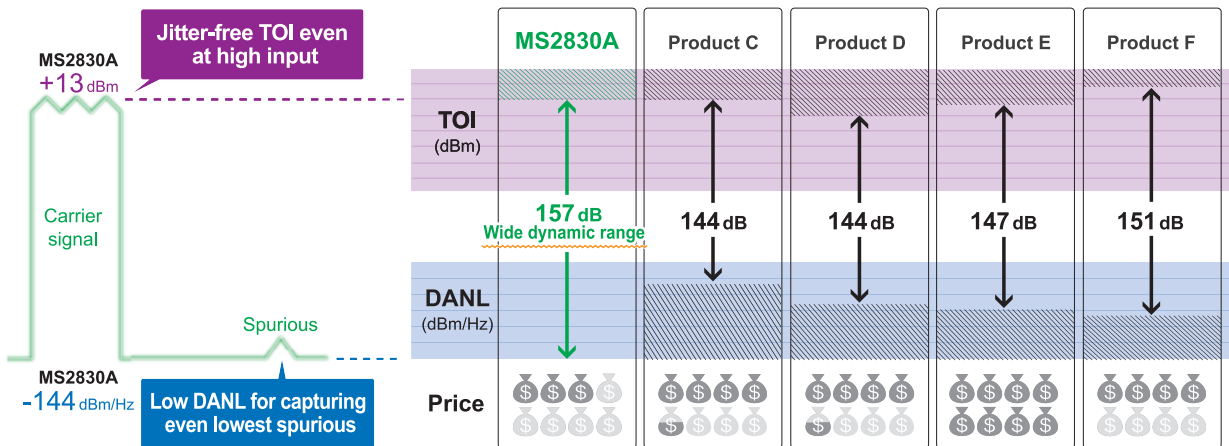 Jitter-free TOI even
at high input
MS2830A
+13 dBm
Carrier
signal
Spurious
MS2830A
-144 dBm/Hz
Low DANL for capturing
even lowest spurious
MS2830A
Product C
Product D
Product E
Product F
TOI
(dBm)
157 dB
Wide dynamic range
144 dB
144 dB
147 dB
151 dB
DANL
(dBm/Hz)
Price
$ $ $ $ $ $ $ $ $ $ $ $ $ $ $ $ $ $ $ $
$ $ $ $ $ $ $ $ $ $ $ $ $ $ $ $ $ $ $ $